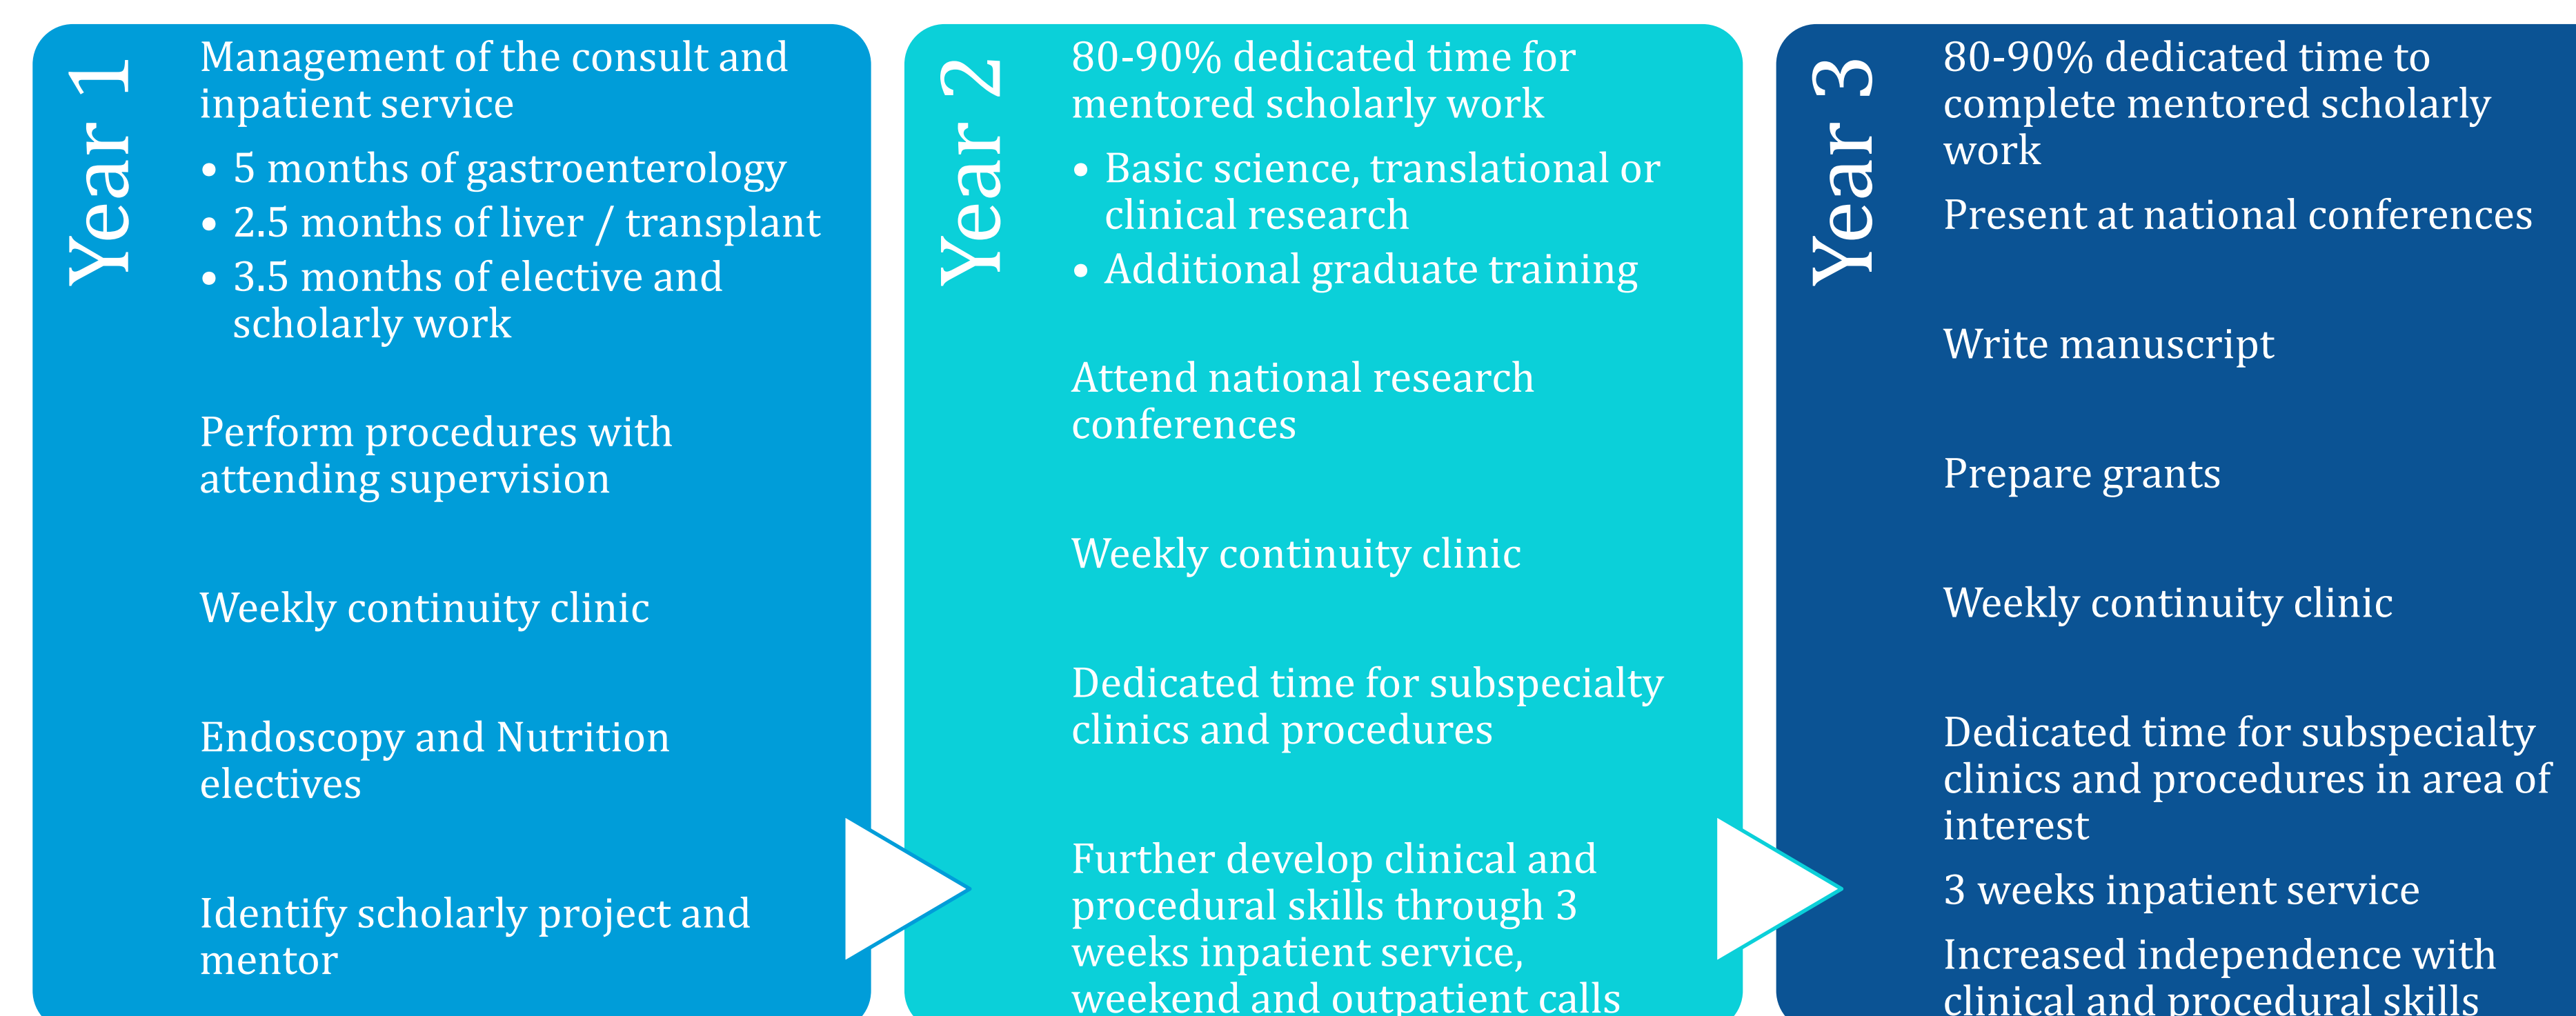 Year 1
Management of the consult and
inpatient service
• 5 months of gastroenterology
• 2.5 months of liver / transplant
• 3.5 months of elective and
scholarly work
Perform procedures with
attending supervision
Weekly continuity clinic
Endoscopy and Nutrition
electives
Identify scholarly project and
mentor
Year 2
80-90% dedicated time for
mentored scholarly work
• Basic science, translational or
clinical research
• Additional graduate training
Attend national research
conferences
Weekly continuity clinic
Dedicated time for subspecialty
clinics and procedures
Further develop clinical and
procedural skills through 3
weeks inpatient service,
weekend and outpatient calls
Year 3
80-90% dedicated time to
complete mentored scholarly
work
Present at national conferences
Write manuscript
Prepare grants
Weekly continuity clinic
Dedicated time for subspecialty
clinics and procedures in area of
interest
3 weeks inpatient service
Increased independence with
clinical and procedural skills